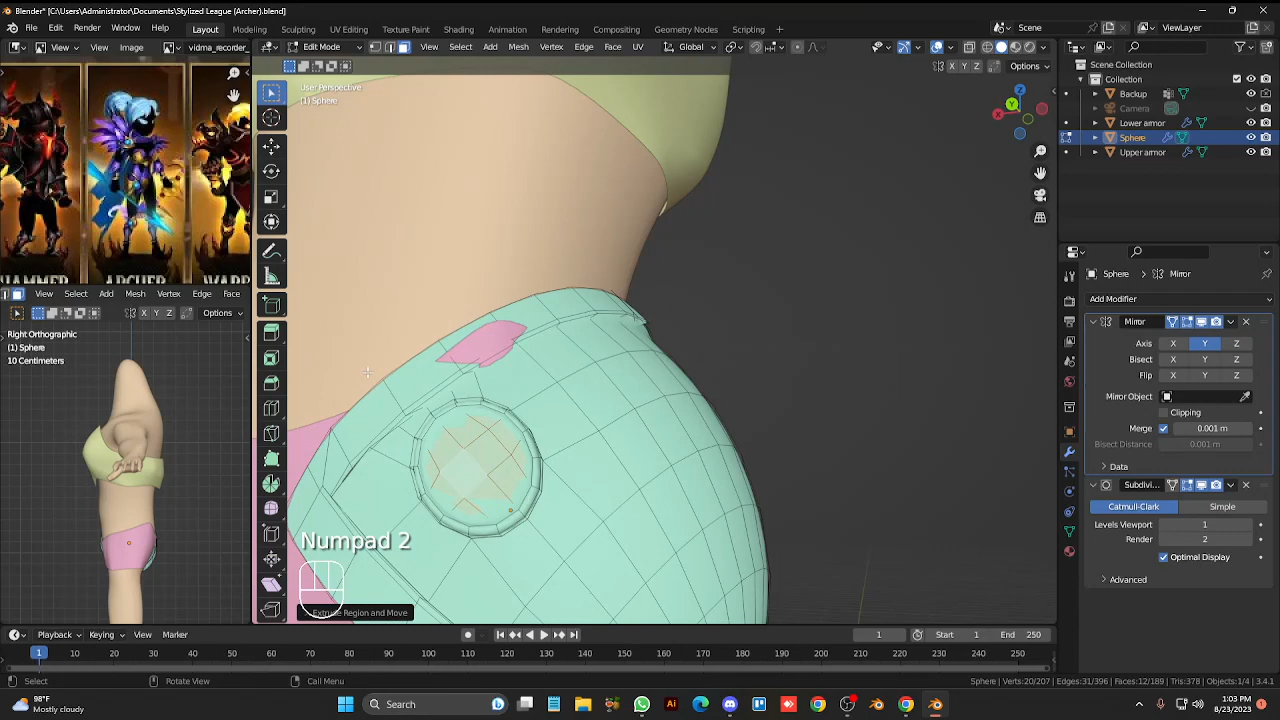 Blender* [C:\Users\Administrator\Documents\Stylized League (Archer).blend]
File Edit Render Window Help Layout Modeling Sculpting UV Editing Texture Paint Shading Animation Rendering Compositing Geometry Nodes Scripting Scene ViewLayer
View Image vidma_recorder_ Edit Mode View Select Add Mesh Vertex Edge Face UV Global
X Y Z Options
User Perspective
(1) Sphere
HAMMER ARCHER WAR
View Select Add Mesh Vertex Edge Face
X Y Z Options
Right Orthographic
(1) Sphere
10 Centimeters
Numpad 2
Extrude Region and Move
Scene Collection
Collection
Backup
Camera
Lower armor
Sphere
Upper armor
Sphere Mirror
Add Modifier
Mirror
Axis X Y Z
Bisect X Y Z
Flip X Y Z
Mirror Object
Clipping
Merge 0.001 m
Bisect Distance 0.001 m
Data
Subdivi..
Catmull-Clark Simple
Levels Viewport 1
Render 2
Optimal Display
Advanced
Playback Keying View Marker 1 Start 1 End 250
1 10 20 30 40 50 60 70 80 90 100 110 120 130 140 150 160 170 180 190 200 210 220 230 240 250
Select Rotate View Call Menu Sphere | Verts:20/207 | Edges:31/396 | Faces:12/189 | Tris:378 | Objects:1/4 | 3.4.1
98°F
Mostly cloudy
Search
1:03 PM
8/23/2023